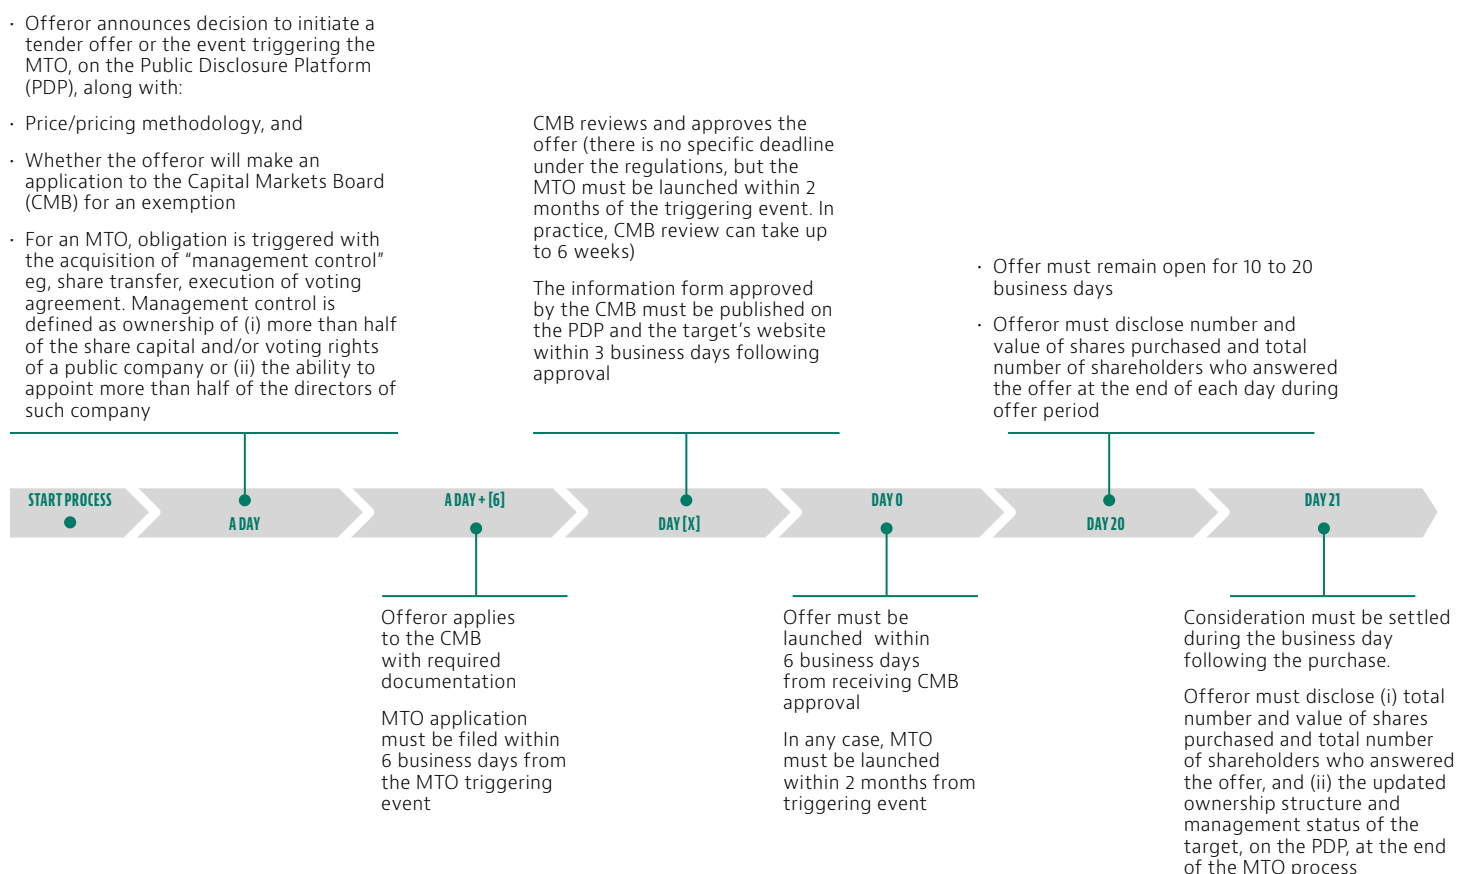 · Offeror announces decision to initiate a
tender offer or the event triggering the
MTO, on the Public Disclosure Platform
(PDP), along with:
· Price/pricing methodology, and
· Whether the offeror will make an
application to the Capital Markets Board
(CMB) for an exemption
· For an MTO, obligation is triggered with
the acquisition of “management control”
eg, share transfer, execution of voting
agreement. Management control is
defined as ownership of (i) more than half
of the share capital and/or voting rights
of a public company or (ii) the ability to
appoint more than half of the directors of
such company
CMB reviews and approves the
offer (there is no specific deadline
under the regulations, but the
MTO must be launched within 2
months of the triggering event. In
practice, CMB review can take up
to 6 weeks)
The information form approved
by the CMB must be published on
the PDP and the target’s website
within 3 business days following
approval
· Offer must remain open for 10 to 20
business days
· Offeror must disclose number and
value of shares purchased and total
number of shareholders who answered
the offer at the end of each day during
offer period
START PROCESS
A DAY
A DAY + [6]
DAY [X]
DAY 0
DAY 20
DAY 21
Offeror applies
to the CMB
with required
documentation
MTO application
must be filed within
6 business days from
the MTO triggering
event
Offer must be
launched within
6 business days
from receiving CMB
approval
In any case, MTO
must be launched
within 2 months from
triggering event
Consideration must be settled
during the business day
following the purchase.
Offeror must disclose (i) total
number and value of shares
purchased and total number
of shareholders who answered
the offer, and (ii) the updated
ownership structure and
management status of the
target, on the PDP, at the end
of the MTO process